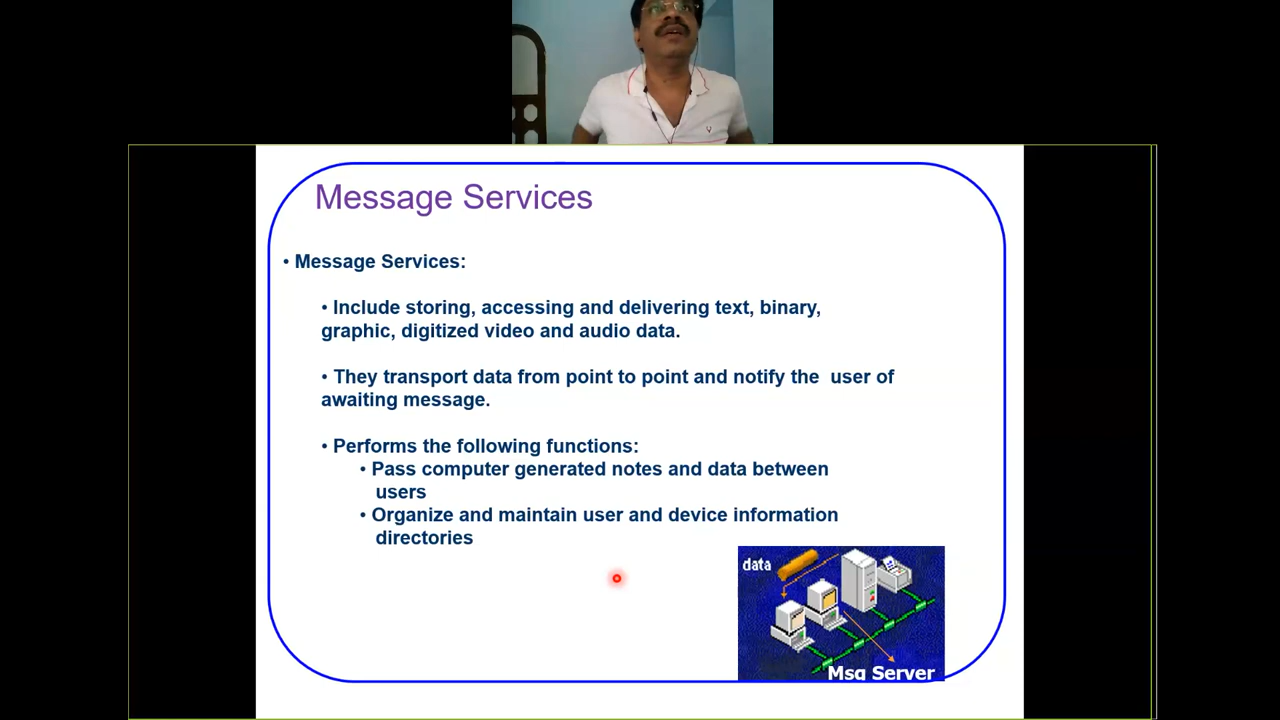 Message Services
• Message Services:
• Include storing, accessing and delivering text, binary,
graphic, digitized video and audio data.
• They transport data from point to point and notify the  user of
awaiting message.
• Performs the following functions:
• Pass computer generated notes and data between
users
• Organize and maintain user and device information
directories
data
Msg Server